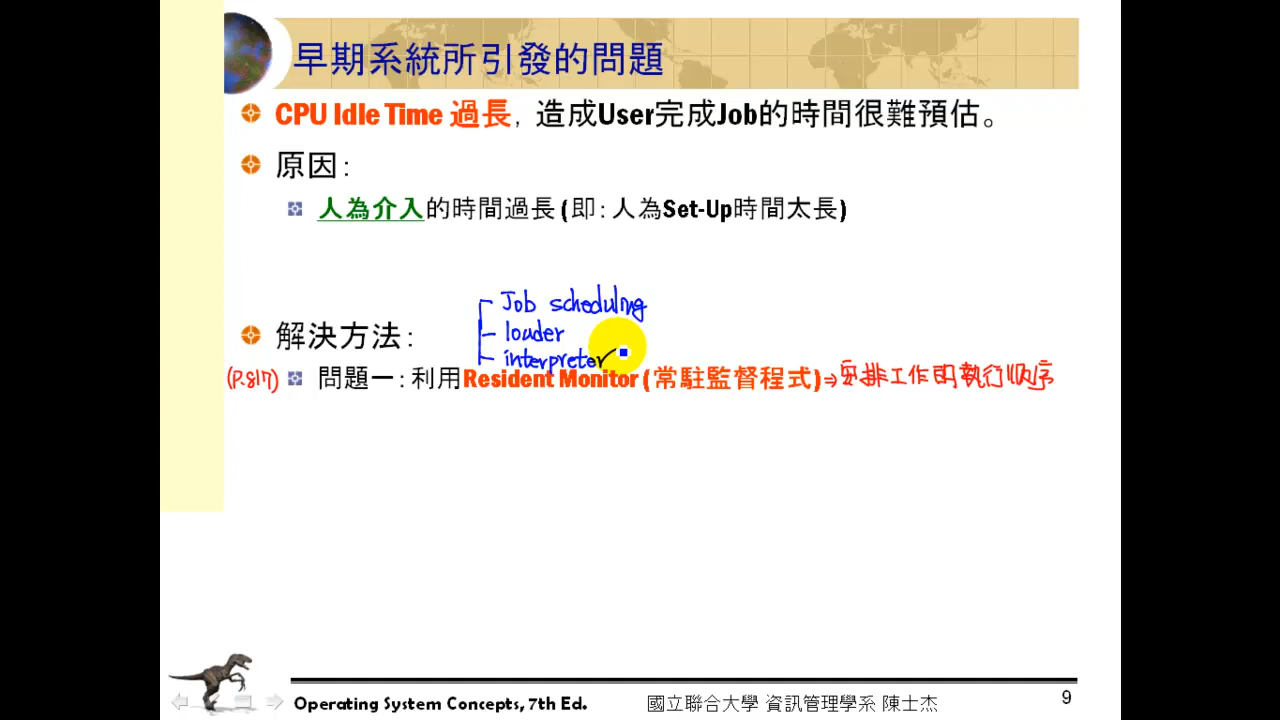 早期系統所引發的問題
CPU Idle Time 過長，造成User完成Job的時間很難預估。
原因：
人為介入的時間過長 (即：人為Set-Up時間太長)
Job scheduling
loader
解決方法：
interpreter
(P.817) 問題一：利用Resident Monitor (常駐監督程式)⇒安排工作的執行順序
Operating System Concepts, 7th Ed. 國立聯合大學 資訊管理學系 陳士杰 9